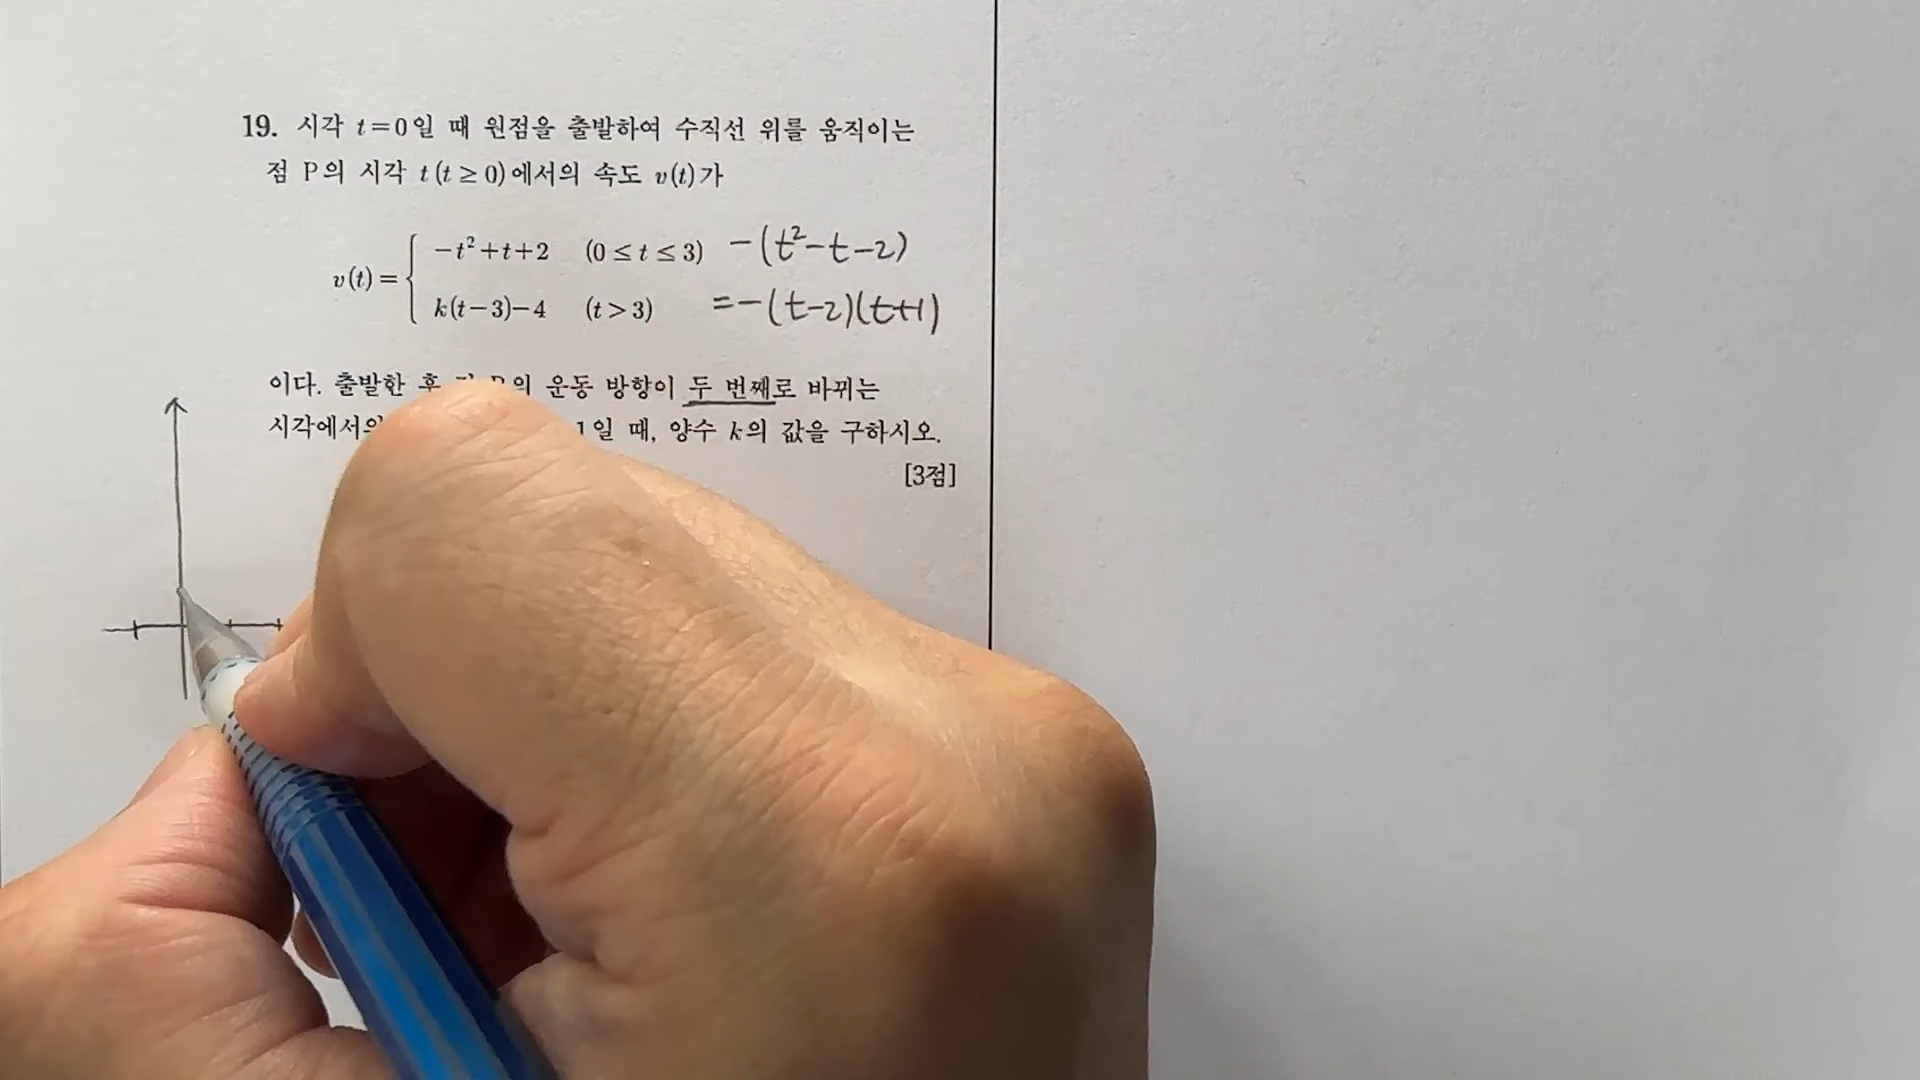 19. 시각 t=0일 때 원점을 출발하여 수직선 위를 움직이는
점 P의 시각 t(t≥0)에서의 속도 v(t)가
-t²+t+2 (0≤t≤3) -(t²-t-2)
v(t)=
k(t-3)-4 (t>3) =-(t-2)(t+1)
이다. 출발한 후 의 운동 방향이 두 번째로 바뀌는
시각에서의 1일 때, 양수 k의 값을 구하시오.
[3점]